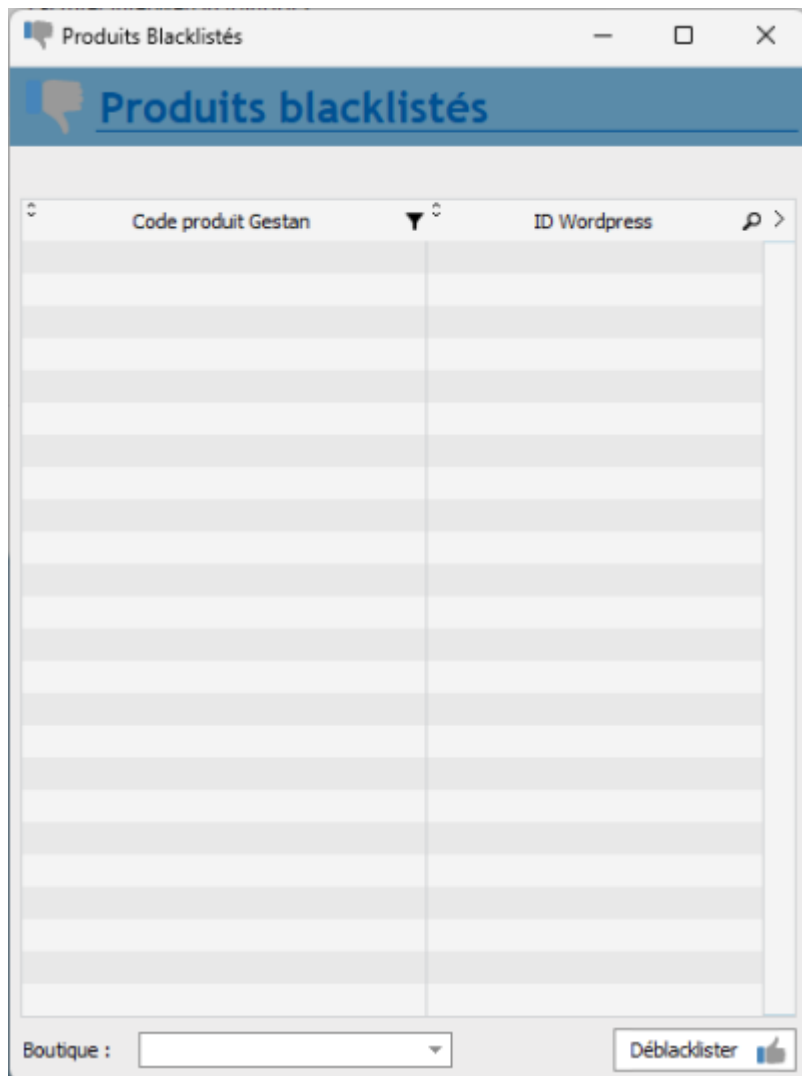 Produits Blacklistés
Produits blacklistés
Code produit Gestan ID Wordpress
Boutique : Déblacklister